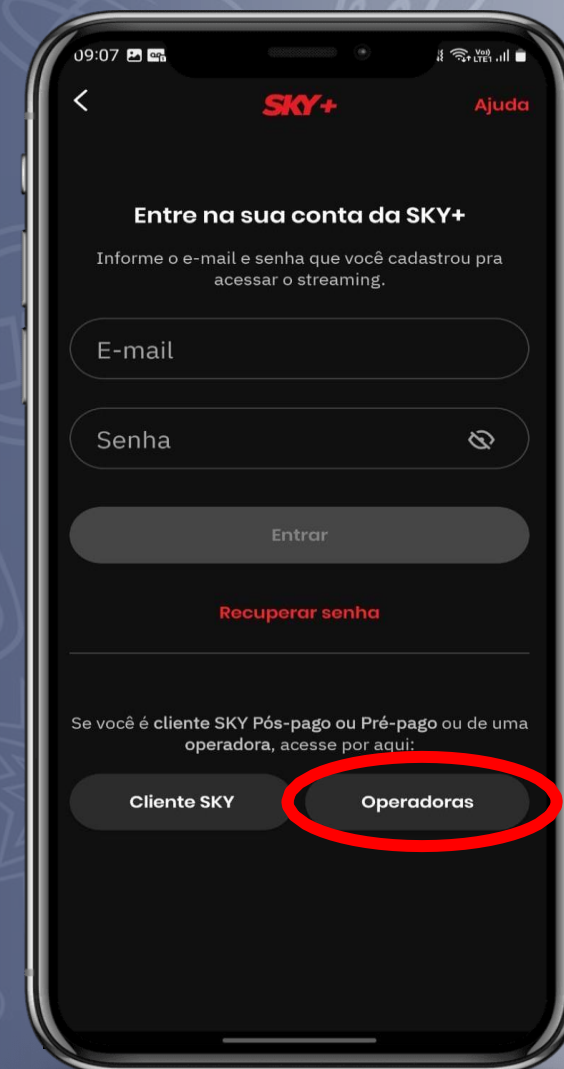 09:07
SKY+
Ajuda
Entre na sua conta da SKY+
Informe o e-mail e senha que você cadastrou pra
acessar o streaming.
E-mail
Senha
Entrar
Recuperar senha
Se você é cliente SKY Pós-pago ou Pré-pago ou de uma
operadora, acesse por aqui:
Cliente SKY
Operadoras